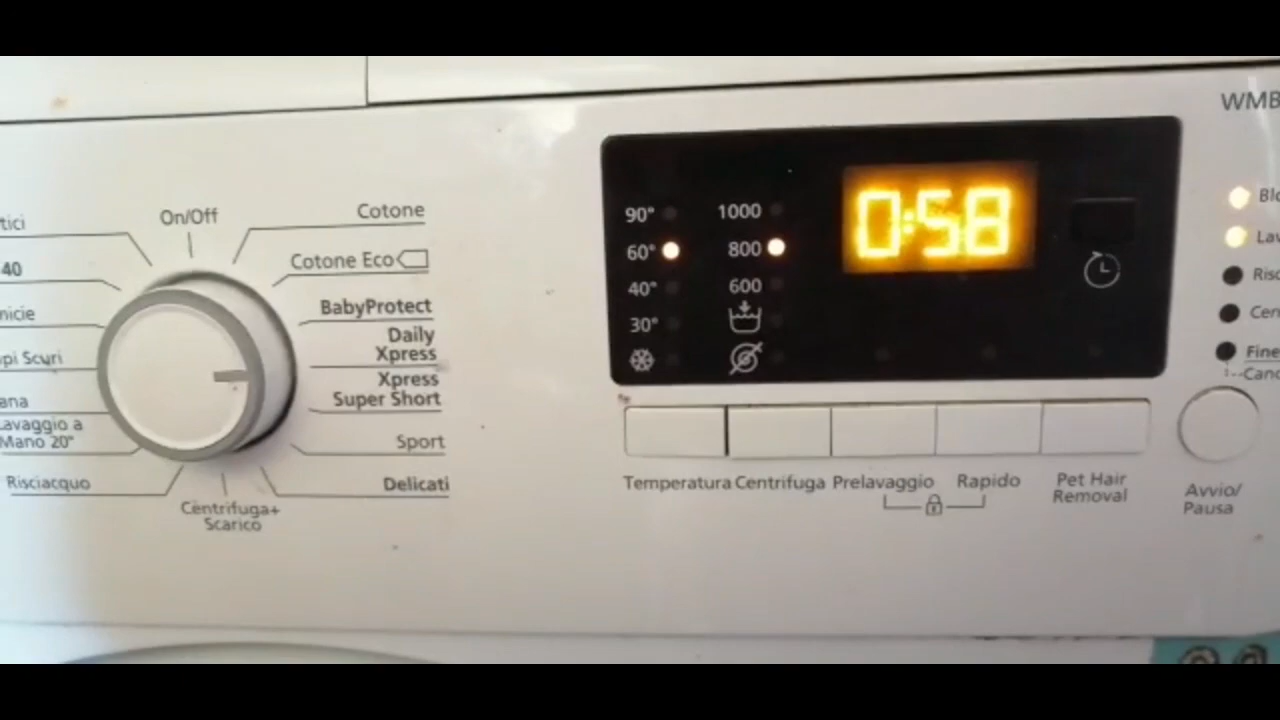 WMB
On/Off
Cotone
Cotone Eco
BabyProtect
Daily
Xpress
Xpress
Super Short
Sport
Delicati
Centrifuga+
Scarico
Risciacquo
Lavaggio a
Mano 20°
40
Scuri
90°
60°
40°
30°
1000
800
600
0:58
Temperatura
Centrifuga
Prelavaggio
Rapido
Pet Hair
Removal
Avvio/
Pausa
Fine